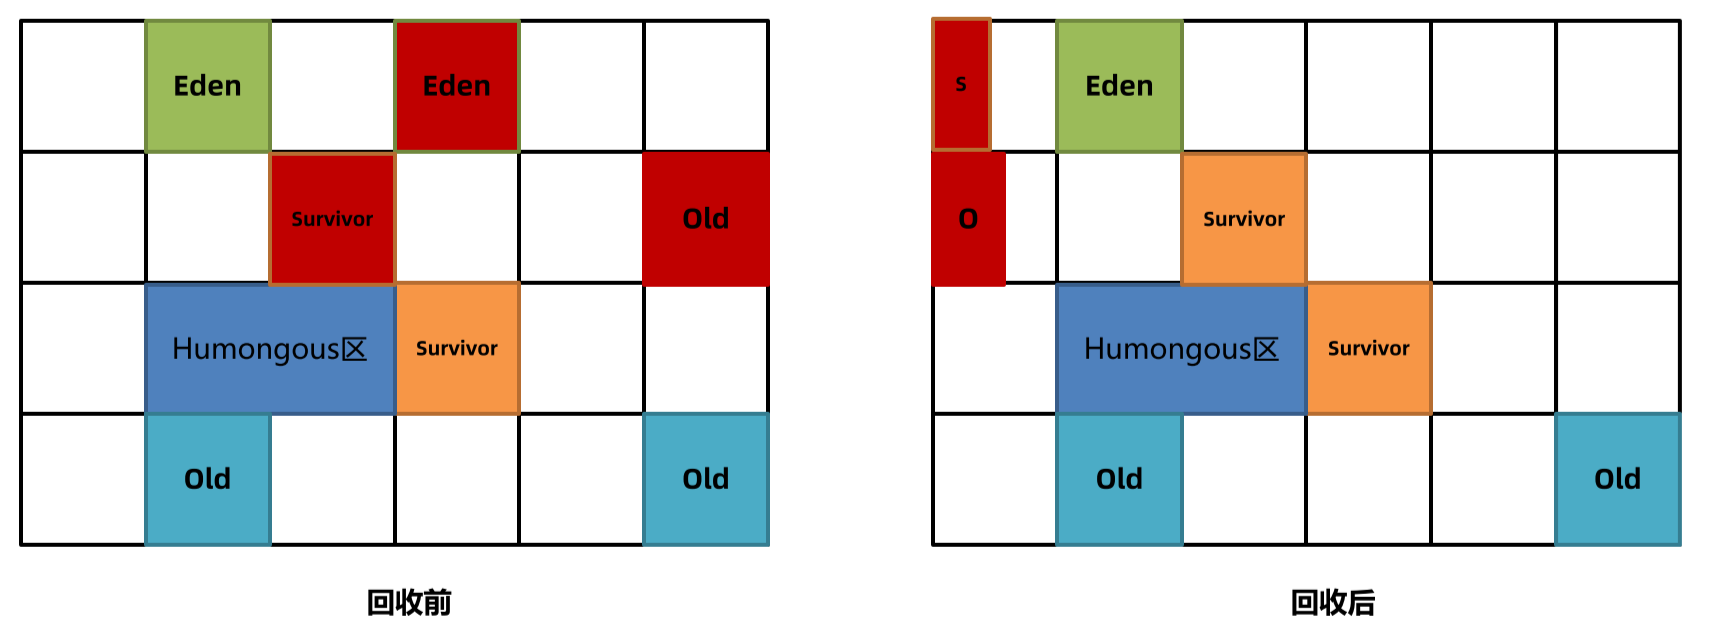 Eden
Eden
Survivor
Old
Humongous区
Survivor
Old
Old
回收前
S
Eden
O
Survivor
Humongous区
Survivor
Old
Old
回收后